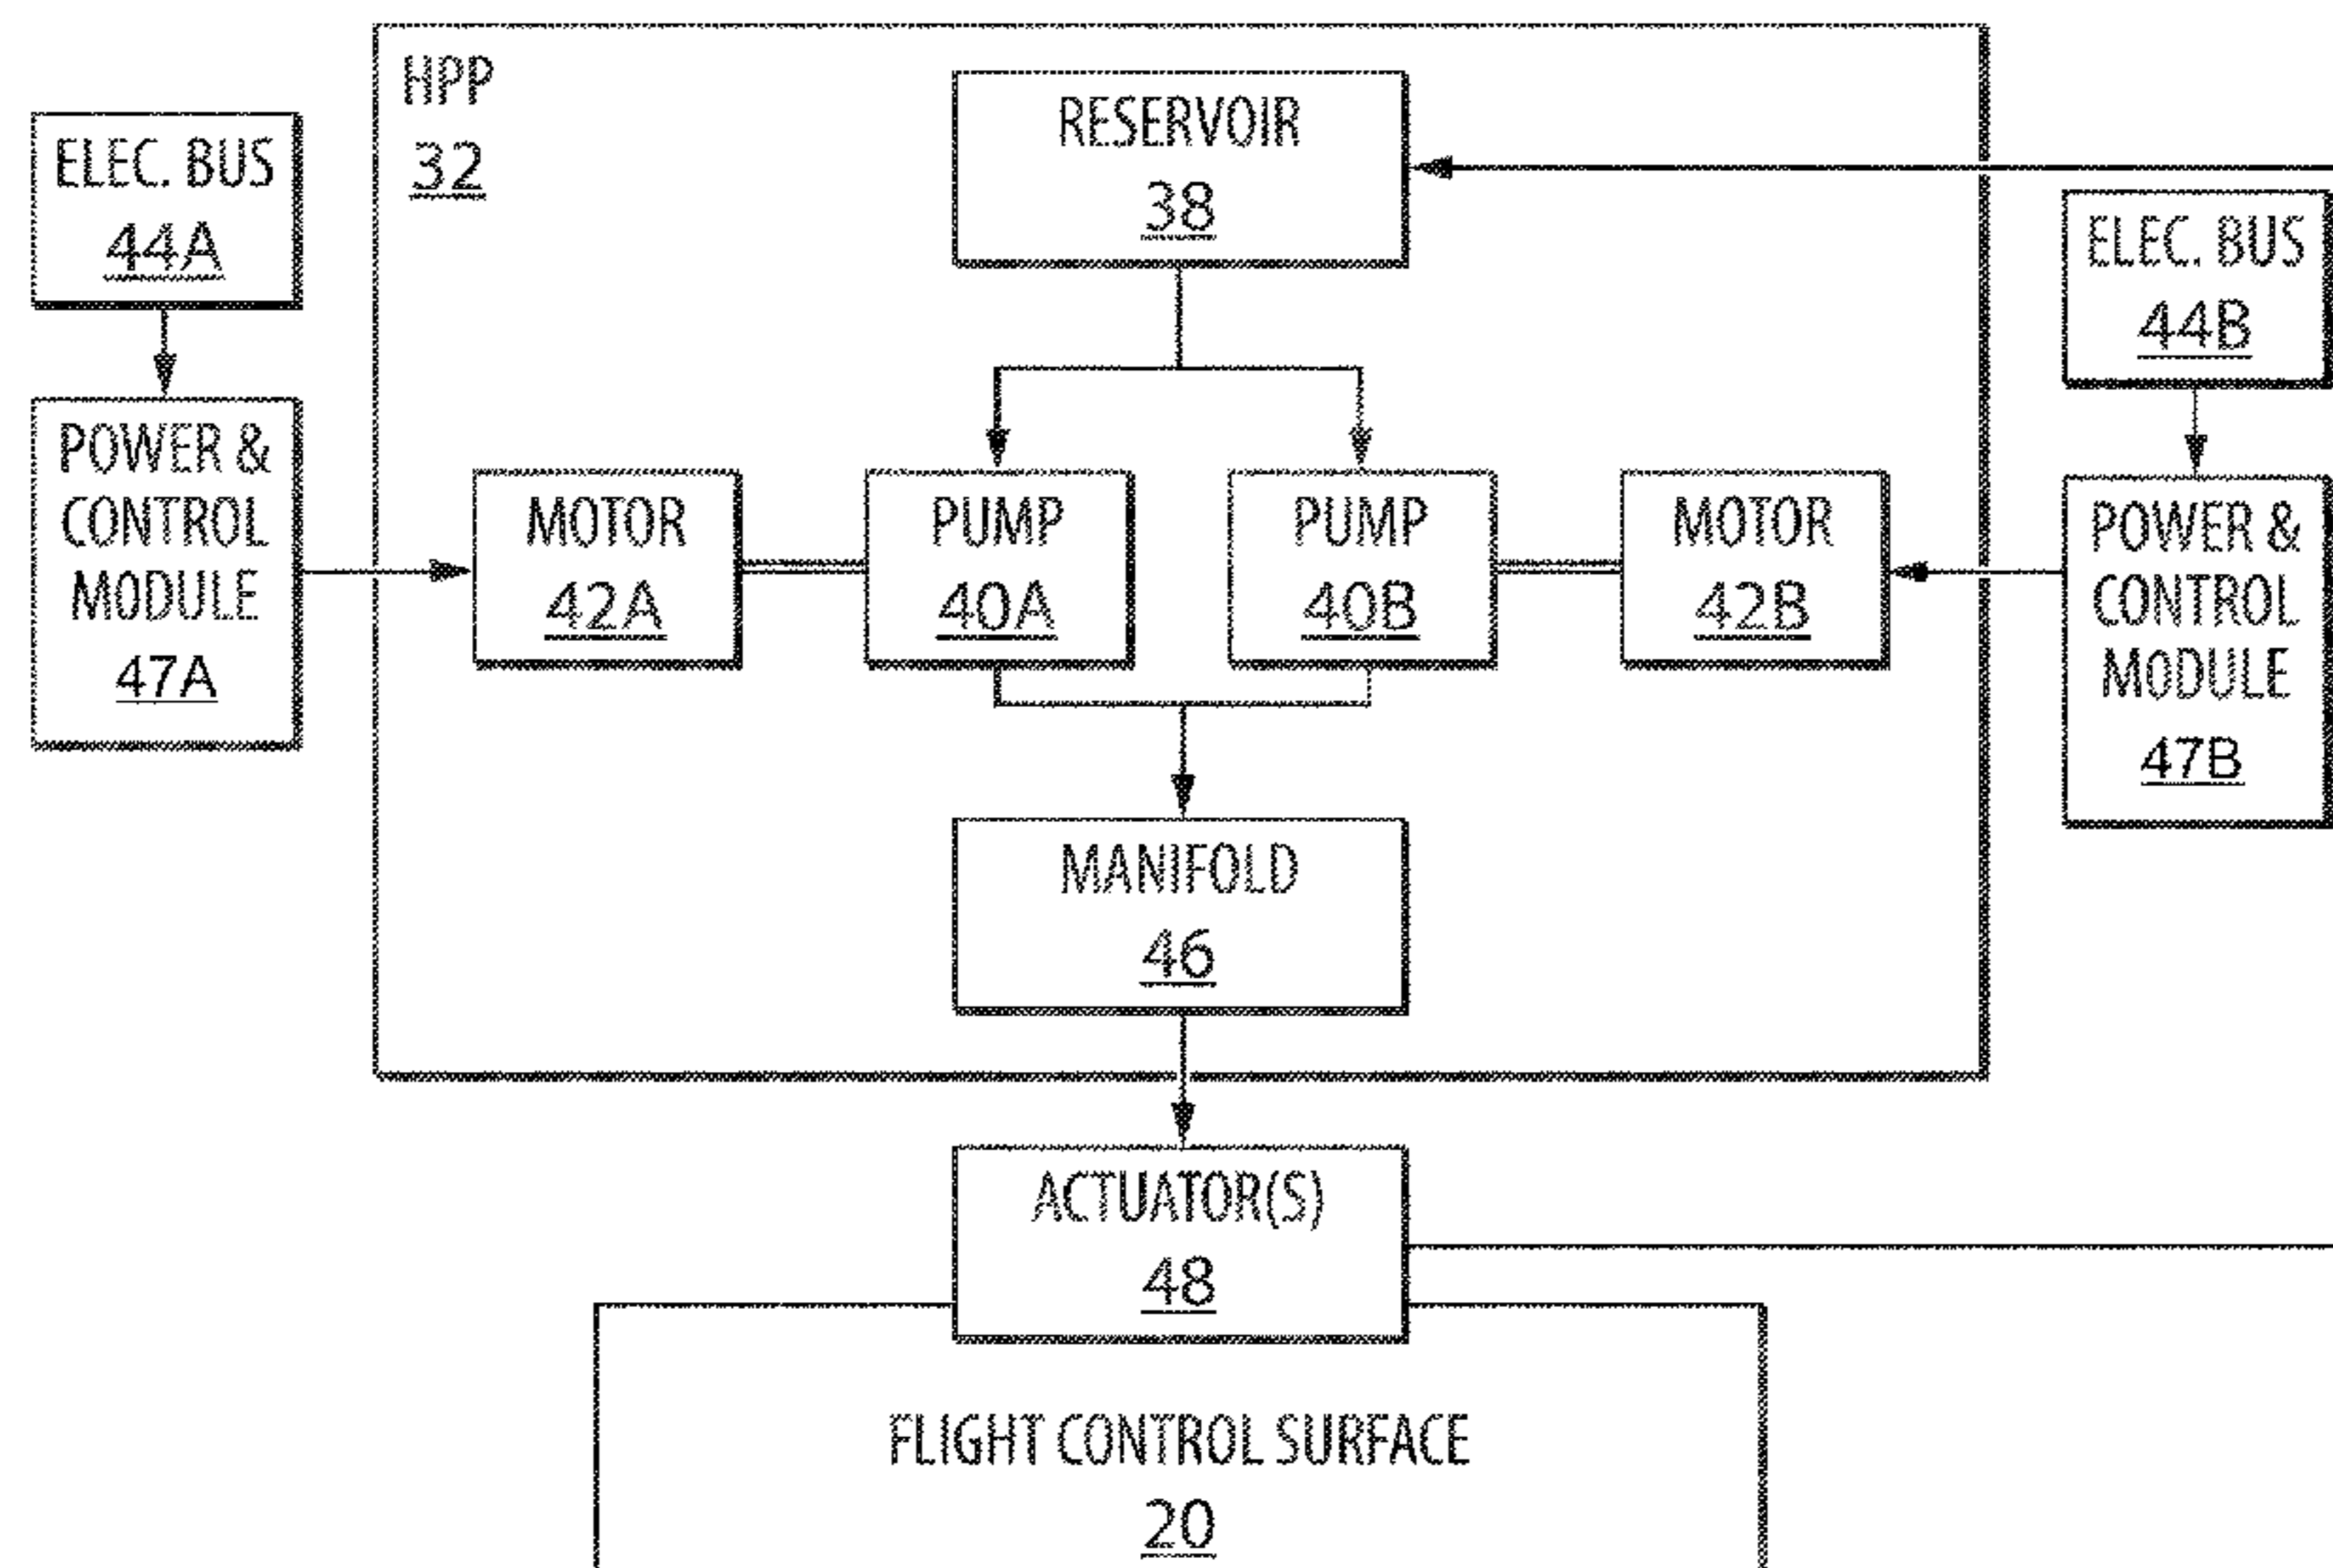 HPP
32
RESERVOIR
38
ELEC. BUS
44A
ELEC. BUS
44B
POWER &
CONTROL
MODULE
47A
MOTOR
42A
PUMP
40A
PUMP
40B
MOTOR
42B
POWER &
CONTROL
MODULE
47B
MANIFOLD
46
ACTUATOR(S)
48
FLIGHT CONTROL SURFACE
20